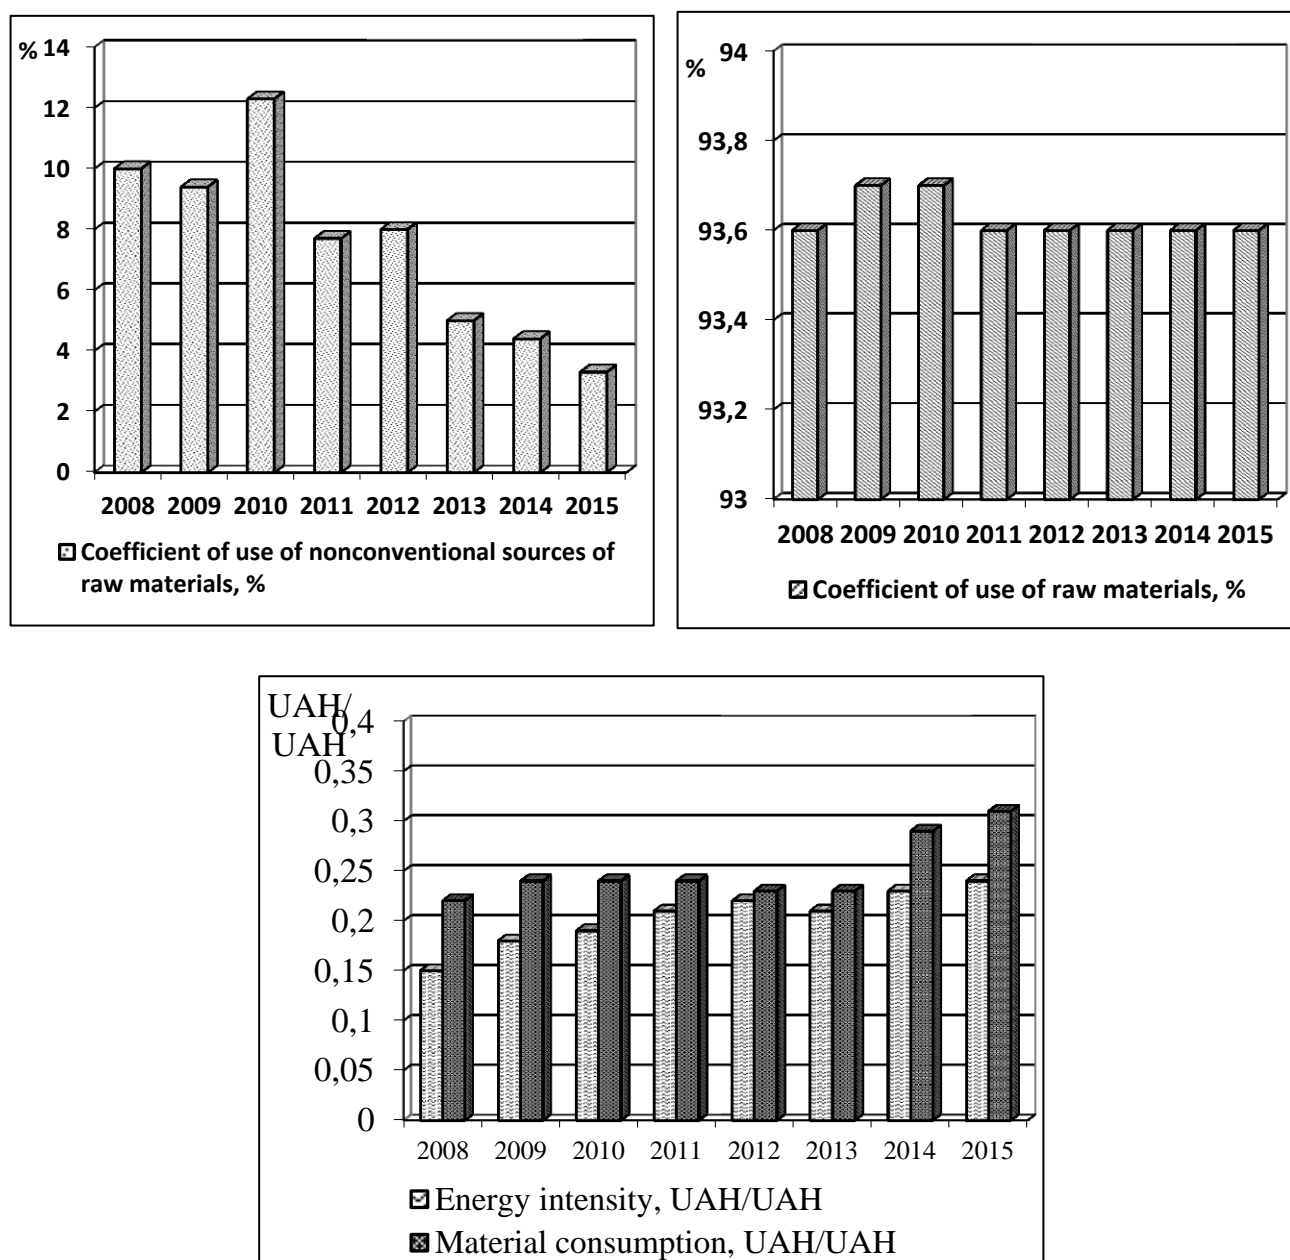 %
14
12
10
8
6
4
2
0
2008 2009 2010 2011 2012 2013 2014 2015
Coefficient of use of nonconventional sources of
raw materials, %
%
94
93,8
93,6
93,4
93,2
93
2008 2009 2010 2011 2012 2013 2014 2015
Coefficient of use of raw materials, %
UAH/
UAH
0,4
0,35
0,3
0,25
0,2
0,15
0,1
0,05
0
2008 2009 2010 2011 2012 2013 2014 2015
Energy intensity, UAH/UAH
Material consumption, UAH/UAH